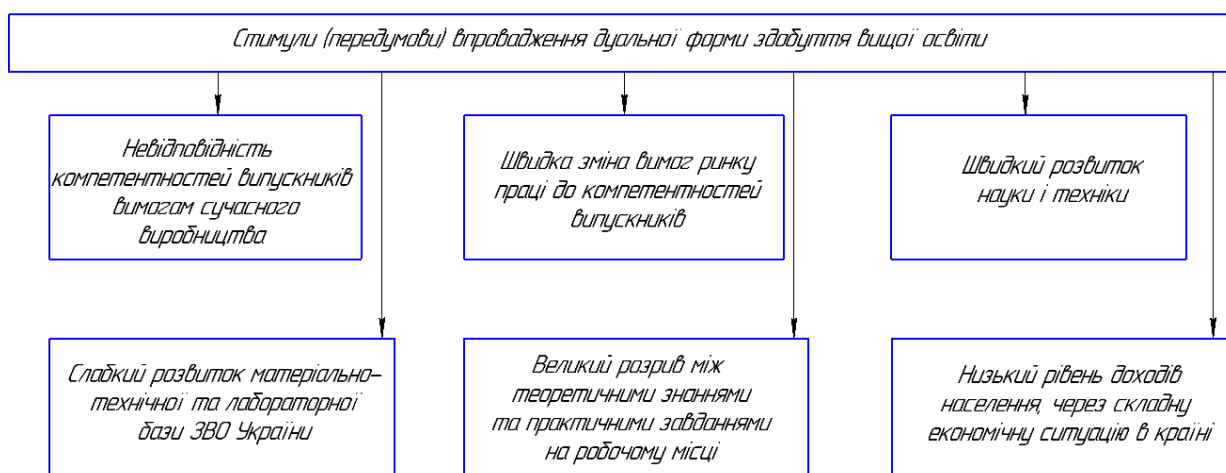 Стимули (передумови) впровадження дуальної форми здобуття вищої освіти
Невідповідність
компетентностей випускників
вимогам сучасного
виробництва
Швидка зміна вимог ринку
праці до компетентностей
випускників
Швидкий розвиток
науки і техніки
Слабкий розвиток матеріально-
технічної та лабораторної
бази ЗВО України
Великий розрив між
теоретичними знаннями
та практичними завданнями
на робочому місці
Низький рівень доходів
населення, через складну
економічну ситуацію в країні